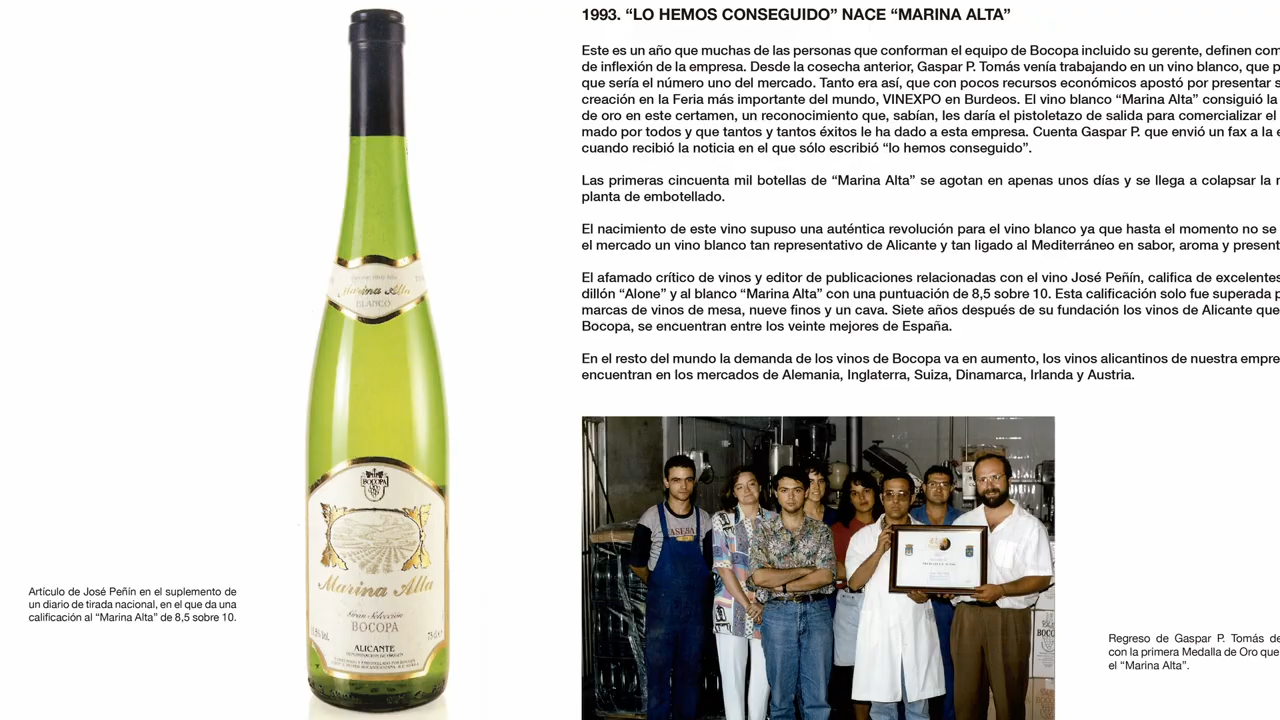 1993. “LO HEMOS CONSEGUIDO” NACE “MARINA ALTA”
Este es un año que muchas de las personas que conforman el equipo de Bocopa incluido su gerente, definen com
de inflexión de la empresa. Desde la cosecha anterior, Gaspar P. Tomás venía trabajando en un vino blanco, que p
que sería el número uno del mercado. Tanto era así, que con pocos recursos económicos apostó por presentar s
creación en la Feria más importante del mundo, VINEXPO en Burdeos. El vino blanco “Marina Alta” consiguió la
de oro en este certamen, un reconocimiento que, sabían, les daría el pistoletazo de salida para comercializar el
mado por todos y que tantos y tantos éxitos le ha dado a esta empresa. Cuenta Gaspar P. que envió un fax a la e
cuando recibió la noticia en el que sólo escribió “lo hemos conseguido”.
Las primeras cincuenta mil botellas de “Marina Alta” se agotan en apenas unos días y se llega a colapsar la
planta de embotellado.
El nacimiento de este vino supuso una auténtica revolución para el vino blanco ya que hasta el momento no se
el mercado un vino blanco tan representativo de Alicante y tan ligado al Mediterráneo en sabor, aroma y present
El afamado crítico de vinos y editor de publicaciones relacionadas con el vino José Peñín, califica de excelentes
dillón “Alone” y al blanco “Marina Alta” con una puntuación de 8,5 sobre 10. Esta calificación solo fue superada p
marcas de vinos de mesa, nueve finos y un cava. Siete años después de su fundación los vinos de Alicante que
Bocopa, se encuentran entre los veinte mejores de España.
En el resto del mundo la demanda de los vinos de Bocopa va en aumento, los vinos alicantinos de nuestra empre
encuentran en los mercados de Alemania, Inglaterra, Suiza, Dinamarca, Irlanda y Austria.
Marina Alta
BLANCO
BOCOPA
Marina Alta
Gran Selección
BOCOPA
75 cl
ALICANTE
DENOMINACIÓN DE ORIGEN
Artículo de José Peñín en el suplemento de
un diario de tirada nacional, en el que da una
calificación al “Marina Alta” de 8,5 sobre 10.
Regreso de Gaspar P. Tomás de
con la primera Medalla de Oro que
el “Marina Alta”.